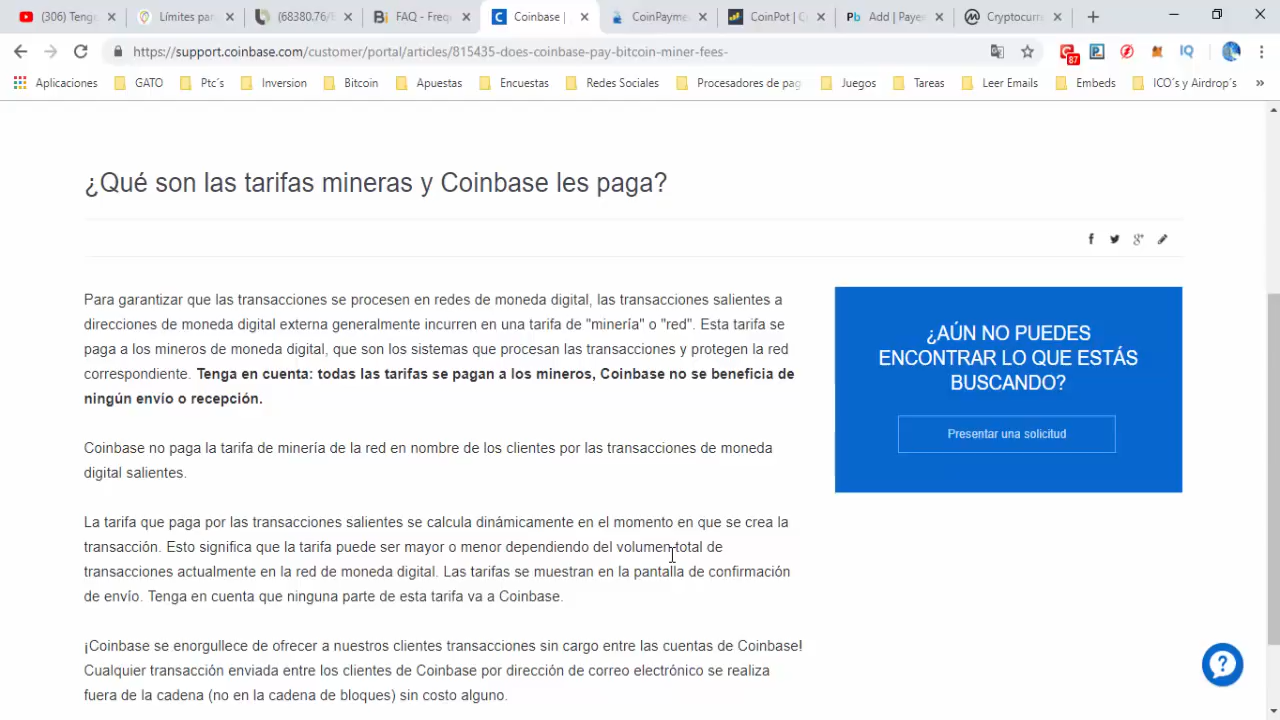 (306) Teng
Límites par
(68380.76/
FAQ - Freq
Coinbase |
CoinPayme
CoinPot | C
Add | Payee
Cryptocurr
https://support.coinbase.com/customer/portal/articles/815435-does-coinbase-pay-bitcoin-miner-fees-
87
IQ
Aplicaciones
GATO
Ptc´s
Inversion
Bitcoin
Apuestas
Encuestas
Redes Sociales
Procesadores de pag
Juegos
Tareas
Leer Emails
Embeds
ICO´s y Airdrop´s
»
¿Qué son las tarifas mineras y Coinbase les paga?
Para garantizar que las transacciones se procesen en redes de moneda digital, las transacciones salientes a
direcciones de moneda digital externa generalmente incurren en una tarifa de "minería" o "red". Esta tarifa se
paga a los mineros de moneda digital, que son los sistemas que procesan las transacciones y protegen la red
correspondiente. Tenga en cuenta: todas las tarifas se pagan a los mineros, Coinbase no se beneficia de
ningún envío o recepción.
Coinbase no paga la tarifa de minería de la red en nombre de los clientes por las transacciones de moneda
digital salientes.
La tarifa que paga por las transacciones salientes se calcula dinámicamente en el momento en que se crea la
transacción. Esto significa que la tarifa puede ser mayor o menor dependiendo del volumen total de
transacciones actualmente en la red de moneda digital. Las tarifas se muestran en la pantalla de confirmación
de envío. Tenga en cuenta que ninguna parte de esta tarifa va a Coinbase.
¡Coinbase se enorgullece de ofrecer a nuestros clientes transacciones sin cargo entre las cuentas de Coinbase!
Cualquier transacción enviada entre los clientes de Coinbase por dirección de correo electrónico se realiza
fuera de la cadena (no en la cadena de bloques) sin costo alguno.
¿AÚN NO PUEDES
ENCONTRAR LO QUE ESTÁS
BUSCANDO?
Presentar una solicitud